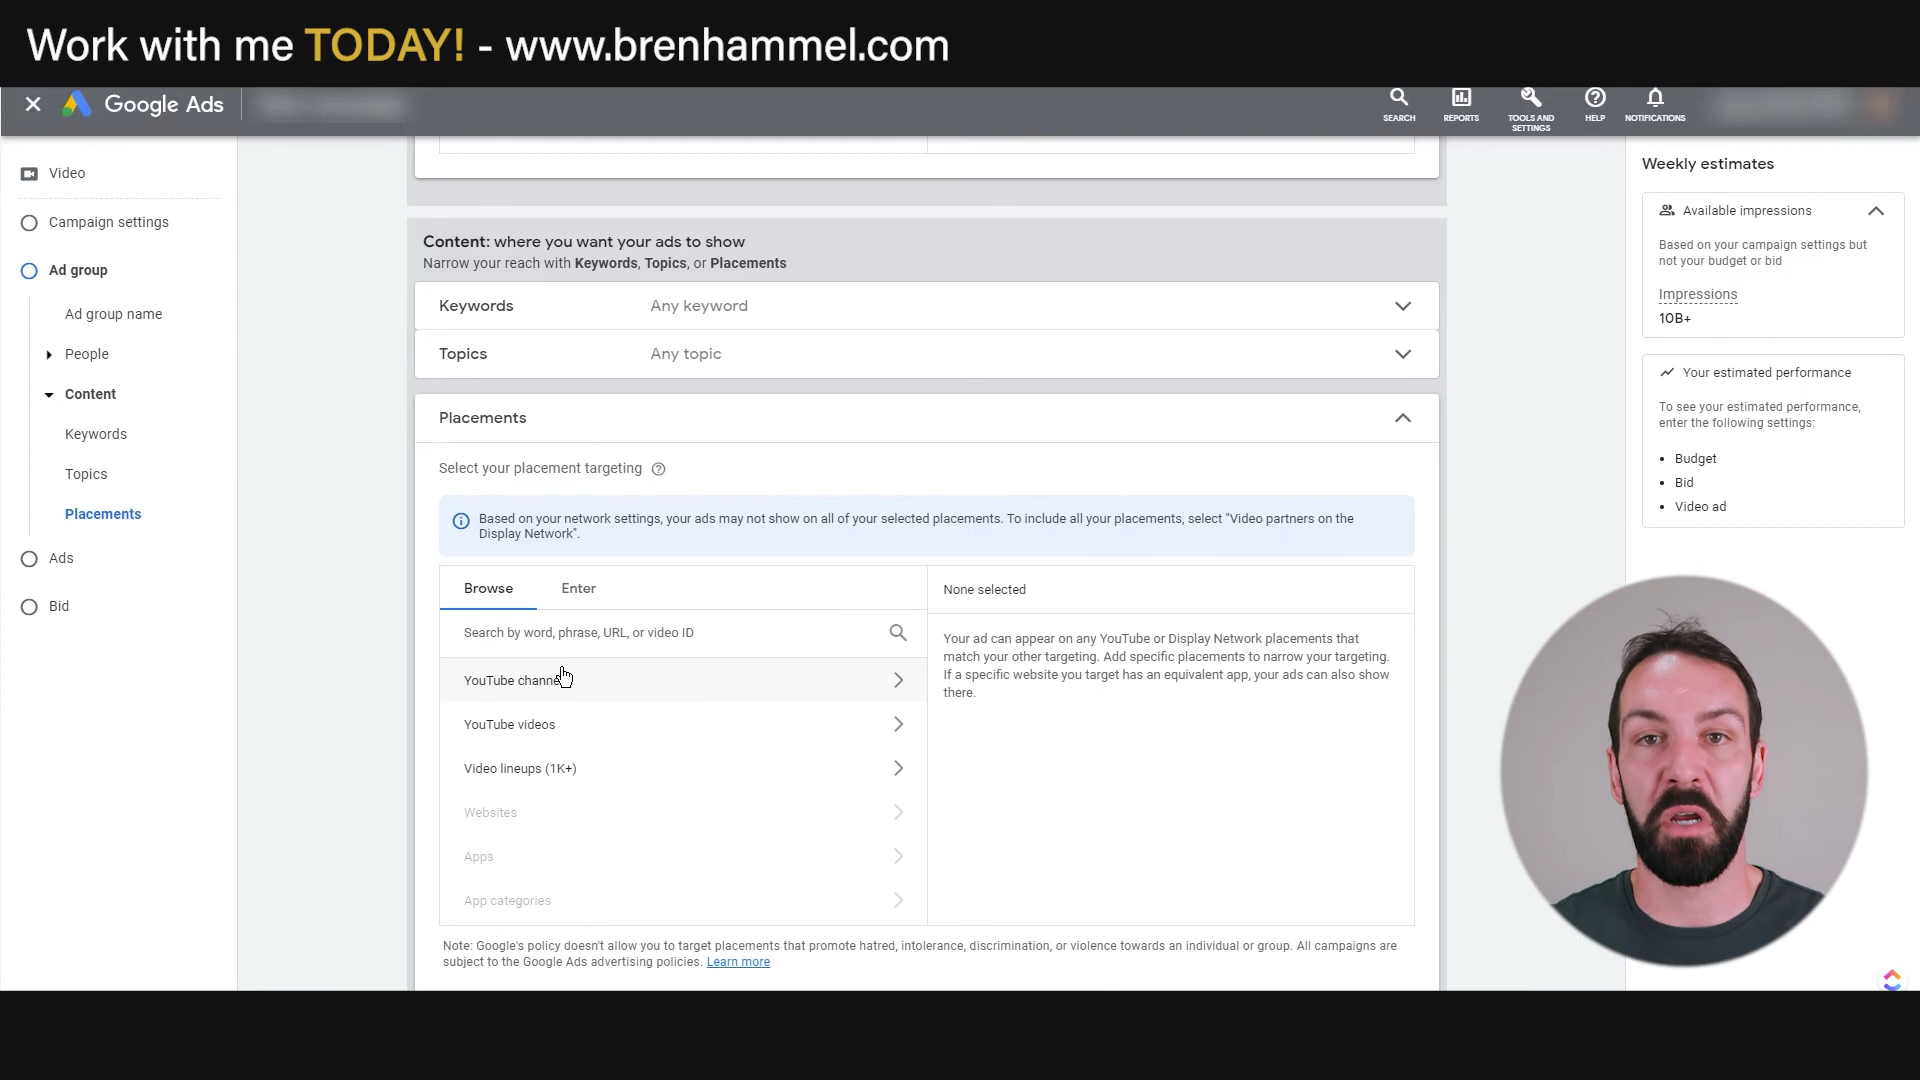 Work with me TODAY! - www.brenhammel.com
Google Ads
SEARCH
REPORTS
TOOLS AND
SETTINGS
HELP
NOTIFICATIONS
Video
Campaign settings
Ad group
Ad group name
People
Content
Keywords
Topics
Placements
Ads
Bid
Content: where you want your ads to show
Narrow your reach with Keywords, Topics, or Placements
Keywords Any keyword
Topics Any topic
Placements
Select your placement targeting
Based on your network settings, your ads may not show on all of your selected placements. To include all your placements, select "Video partners on the
Display Network".
Browse Enter
Search by word, phrase, URL, or video ID
YouTube channe
YouTube videos
Video lineups (1K+)
Websites
Apps
App categories
None selected
Your ad can appear on any YouTube or Display Network placements that
match your other targeting. Add specific placements to narrow your targeting.
If a specific website you target has an equivalent app, your ads can also show
there.
Note: Google's policy doesn't allow you to target placements that promote hatred, intolerance, discrimination, or violence towards an individual or group. All campaigns are
subject to the Google Ads advertising policies. Learn more
Weekly estimates
Available impressions
Based on your campaign settings but
not your budget or bid
Impressions
10B+
Your estimated performance
To see your estimated performance,
enter the following settings:
• Budget
• Bid
• Video ad